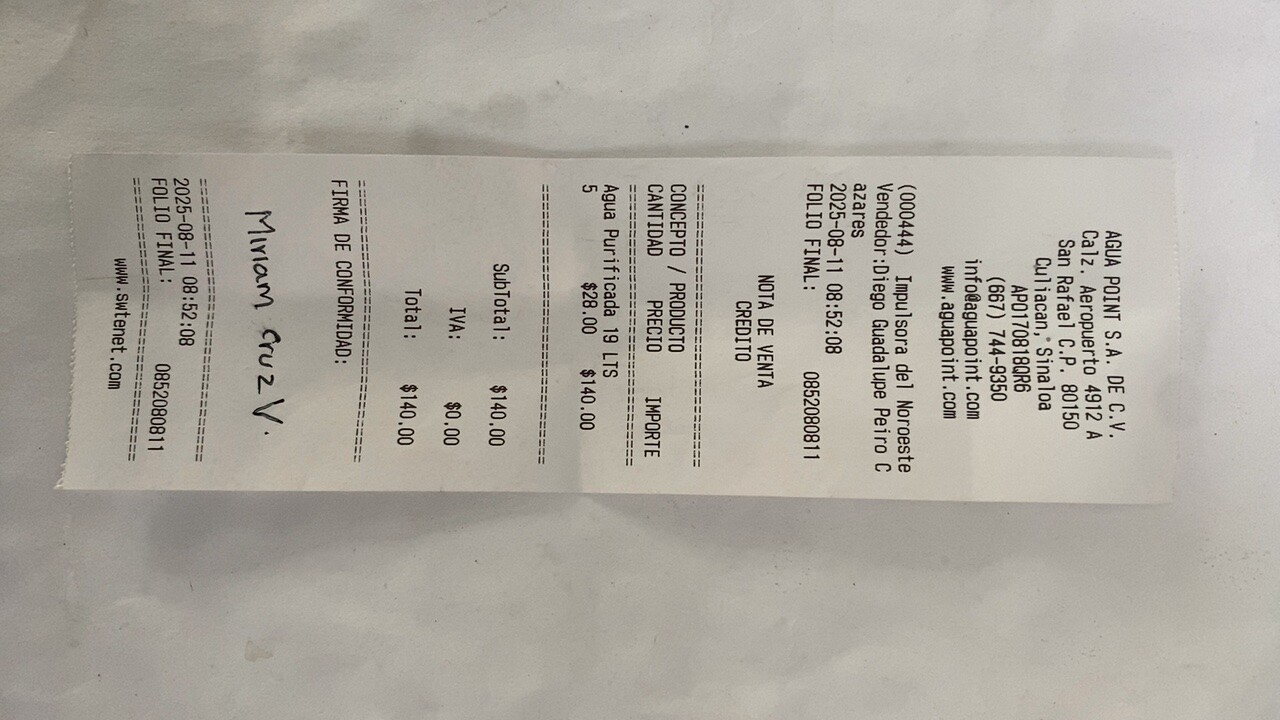 AGUA POINT S.A. DE C.V.
Calz. Aeropuerto 4912 A
San Rafael C.P. 80150
Culiacan, Sinaloa
APO170818QR6
(667) 744-9350
info@aguapoint.com
www.aguapoint.com
(000444) Impulsora del Noroeste
Vendedor:Diego Guadalupe Peiro C
azares
2025-08-11 08:52:08
FOLIO FINAL: 0852080811
NOTA DE VENTA
CREDITO
================================
CONCEPTO / PRODUCTO
CANTIDAD PRECIO IMPORTE
================================
Agua Purificada 19 LTS
5 $28.00 $140.00
================================
SubTotal: $140.00
IVA: $0.00
Total: $140.00
================================
FIRMA DE CONFORMIDAD:
Miriam Cruz V.
================================
2025-08-11 08:52:08
FOLIO FINAL: 0852080811
================================
www.swtenet.com